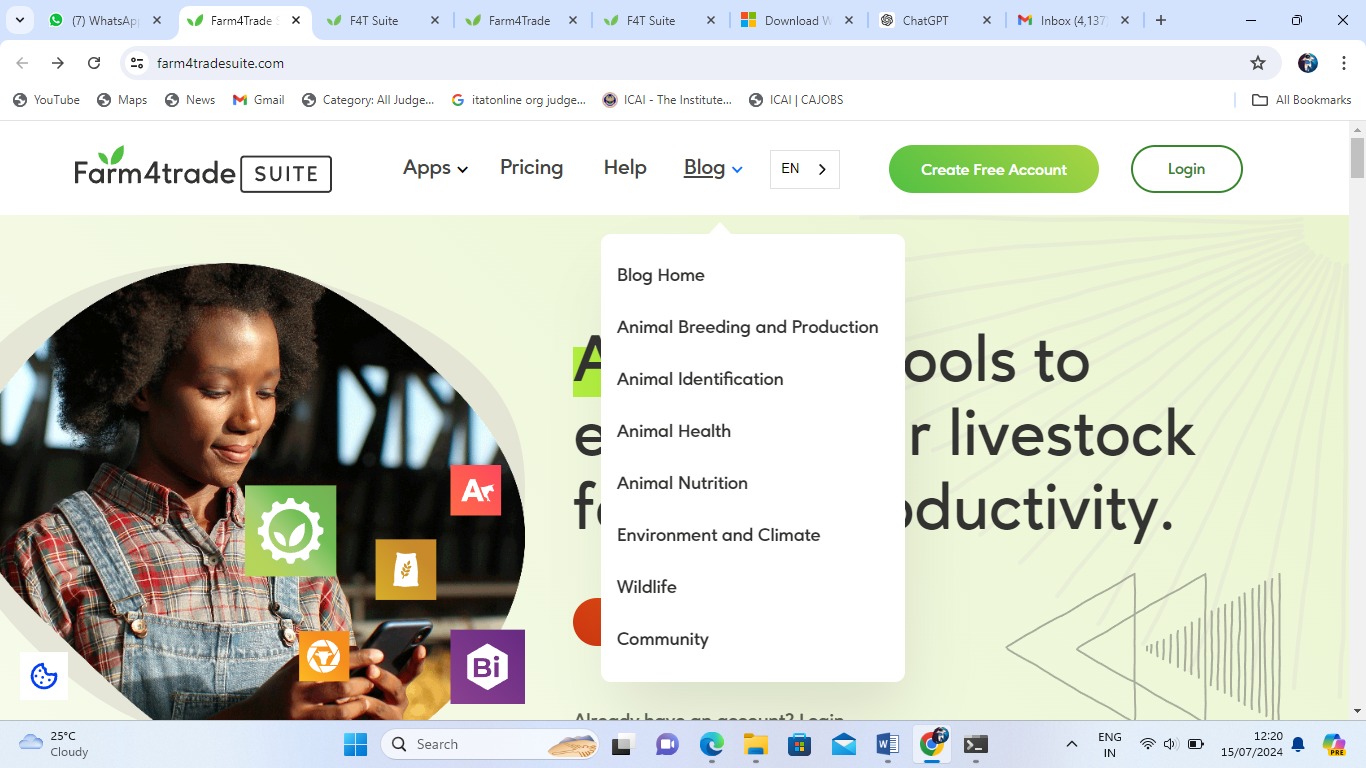 (7) WhatsAp
Farm4Trade S
F4T Suite
Farm4Trade
F4T Suite
Download W
ChatGPT
Inbox (4,137
farm4tradesuite.com
YouTube
Maps
News
Gmail
Category: All Judge...
itatonline org judge...
ICAI - The Institute...
ICAI | CAJOBS
All Bookmarks
Farm4trade SUITE
Apps
Pricing
Help
Blog
EN
Create Free Account
Login
Blog Home
Animal Breeding and Production
Animal Identification
Animal Health
Animal Nutrition
Environment and Climate
Wildlife
Community
A ools to
e r livestock
f oductivity.
A
Bi
Already have an account? Login
25°C
Cloudy
Search
ENG
IN
12:20
15/07/2024
PRE